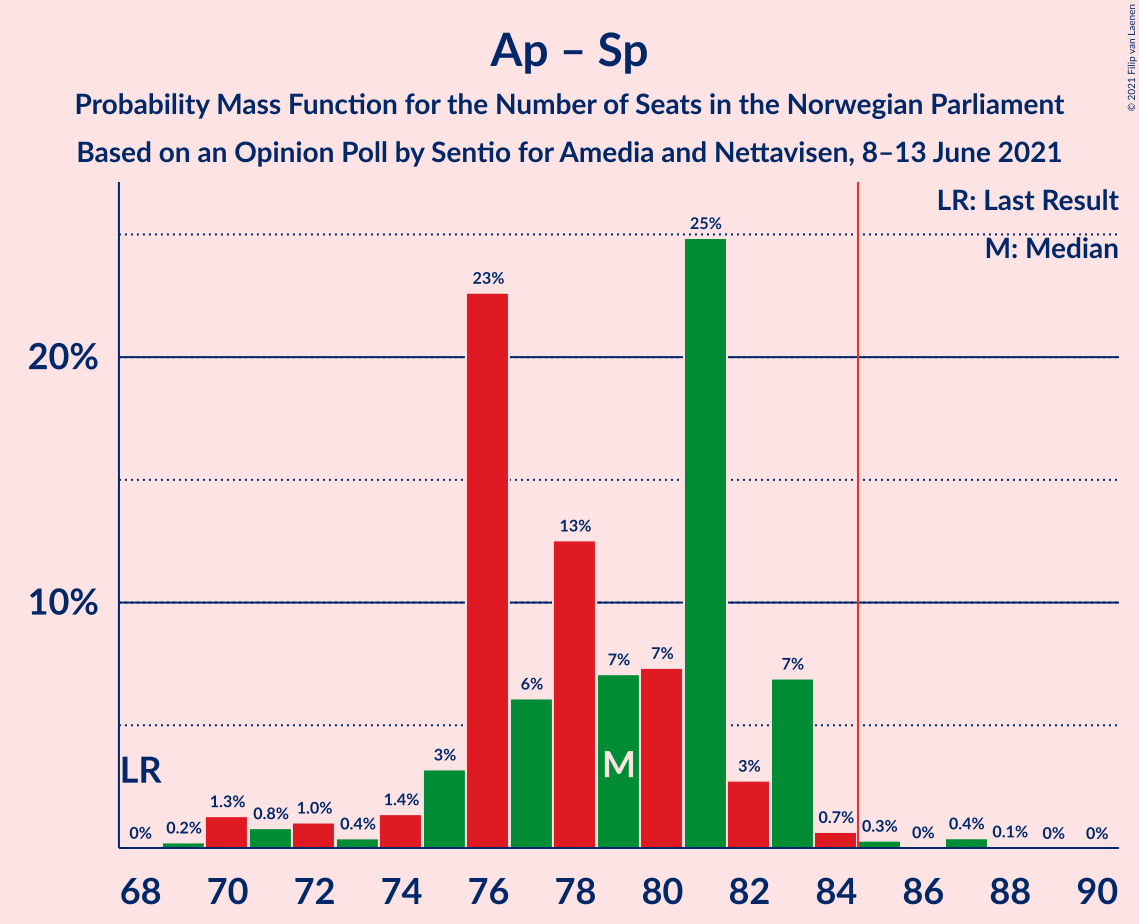 Ap – Sp
Probability Mass Function for the Number of Seats in the Norwegian Parliament
Based on an Opinion Poll by Sentio for Amedia and Nettavisen, 8–13 June 2021
© 2021 Filip van Laenen
LR: Last Result
M: Median
20%
10%
0% 0.2% 1.3% 0.8% 1.0% 0.4% 1.4% 3% 23% 6% 13% 7% 7% 25% 3% 7% 0.7% 0.3% 0% 0.4% 0.1% 0% 0%
LR
M
68 70 72 74 76 78 80 82 84 86 88 90